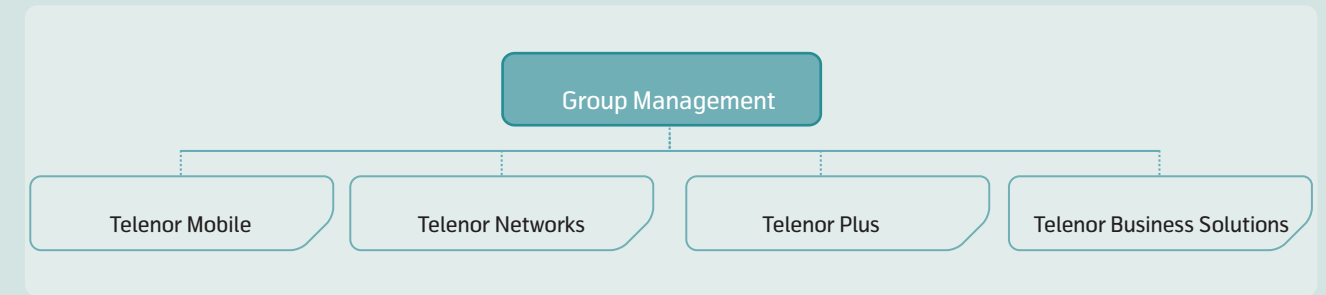 Group Management
Telenor Mobile
Telenor Networks
Telenor Plus
Telenor Business Solutions